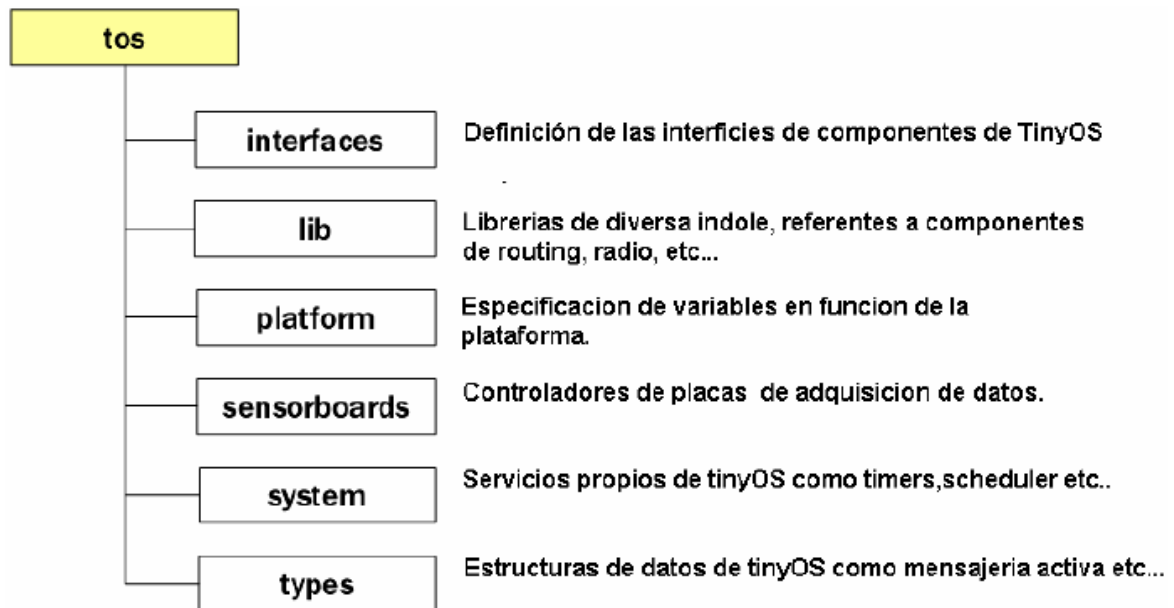 tos
interfaces
Definición de las interficies de componentes de TinyOS
lib
Librerias de diversa indole, referentes a componentes
de routing, radio, etc...
platform
Especificacion de variables en funcion de la
plataforma.
sensorboards
Controladores de placas de adquisicion de datos.
system
Servicios propios de tinyOS como timers,scheduler etc..
types
Estructuras de datos de tinyOS como mensajeria activa etc...